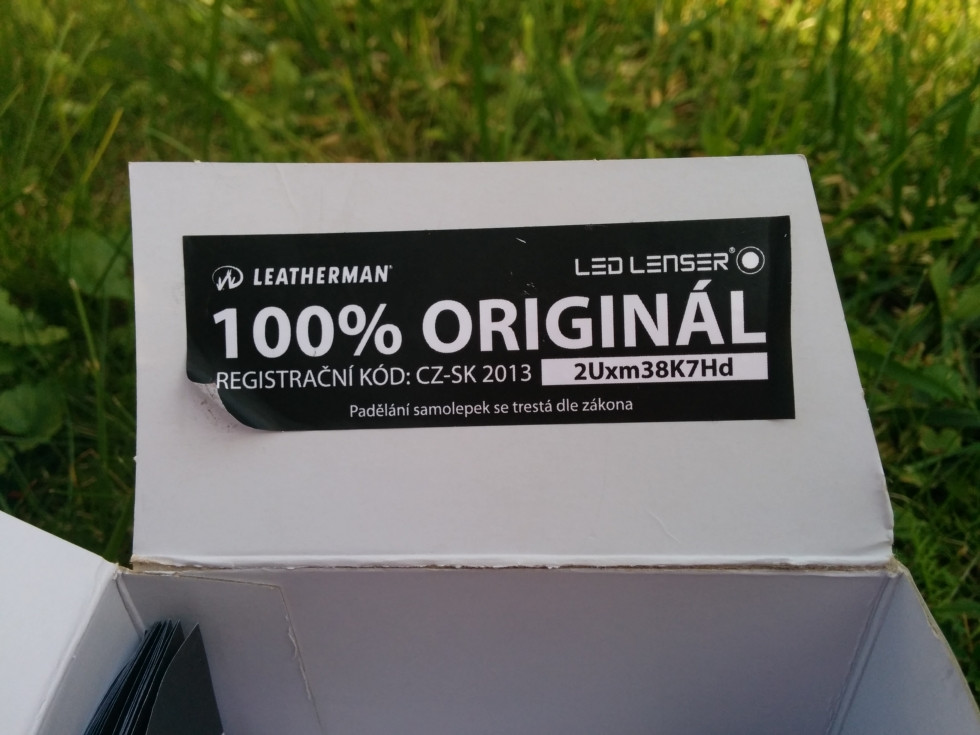 LEATHERMAN® LED LENSER®
100% ORIGINÁL
REGISTRAČNÍ KÓD: CZ-SK 2013 2Uxm38K7Hd
Padělání samolepek se trestá dle zákona